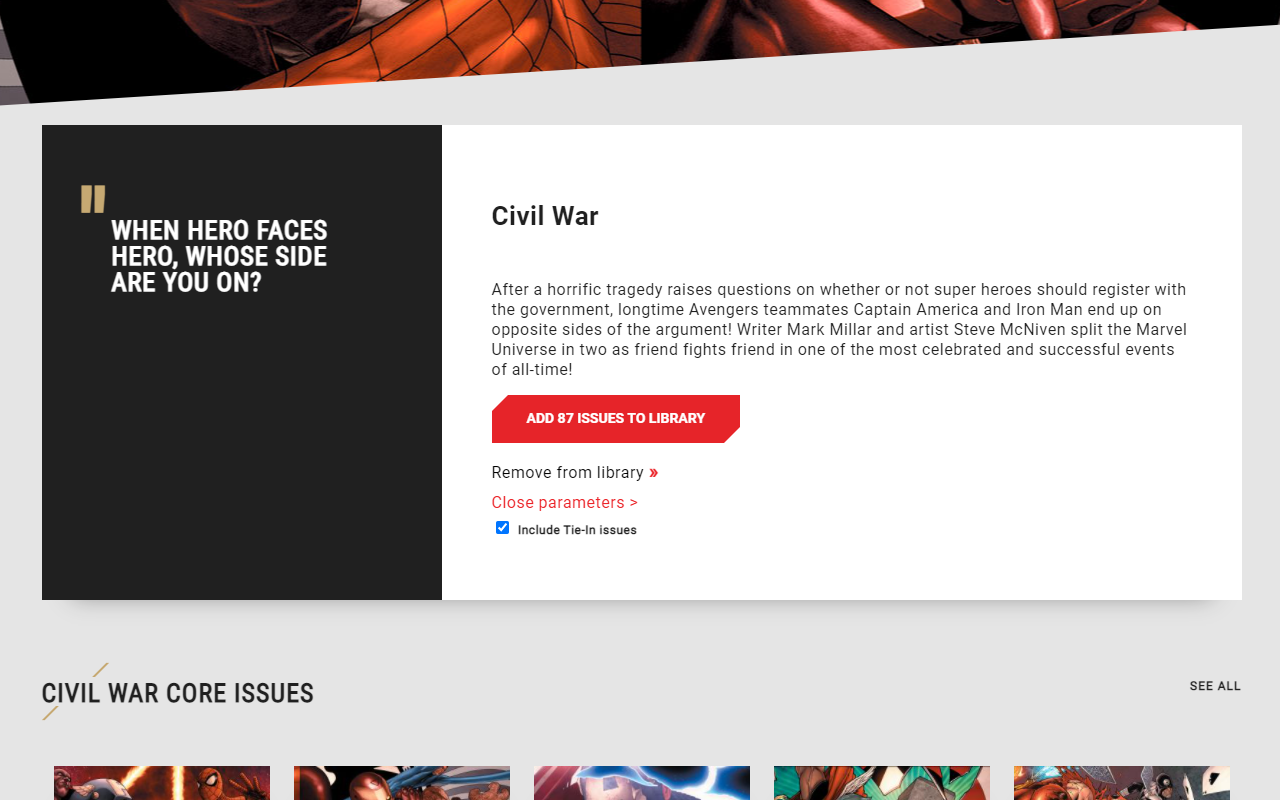 "
WHEN HERO FACES
HERO, WHOSE SIDE
ARE YOU ON?
Civil War
After a horrific tragedy raises questions on whether or not super heroes should register with
the government, longtime Avengers teammates Captain America and Iron Man end up on
opposite sides of the argument! Writer Mark Millar and artist Steve McNiven split the Marvel
Universe in two as friend fights friend in one of the most celebrated and successful events
of all-time!
ADD 87 ISSUES TO LIBRARY
Remove from library »
Close parameters >
Include Tie-In issues
CIVIL WAR CORE ISSUES
SEE ALL